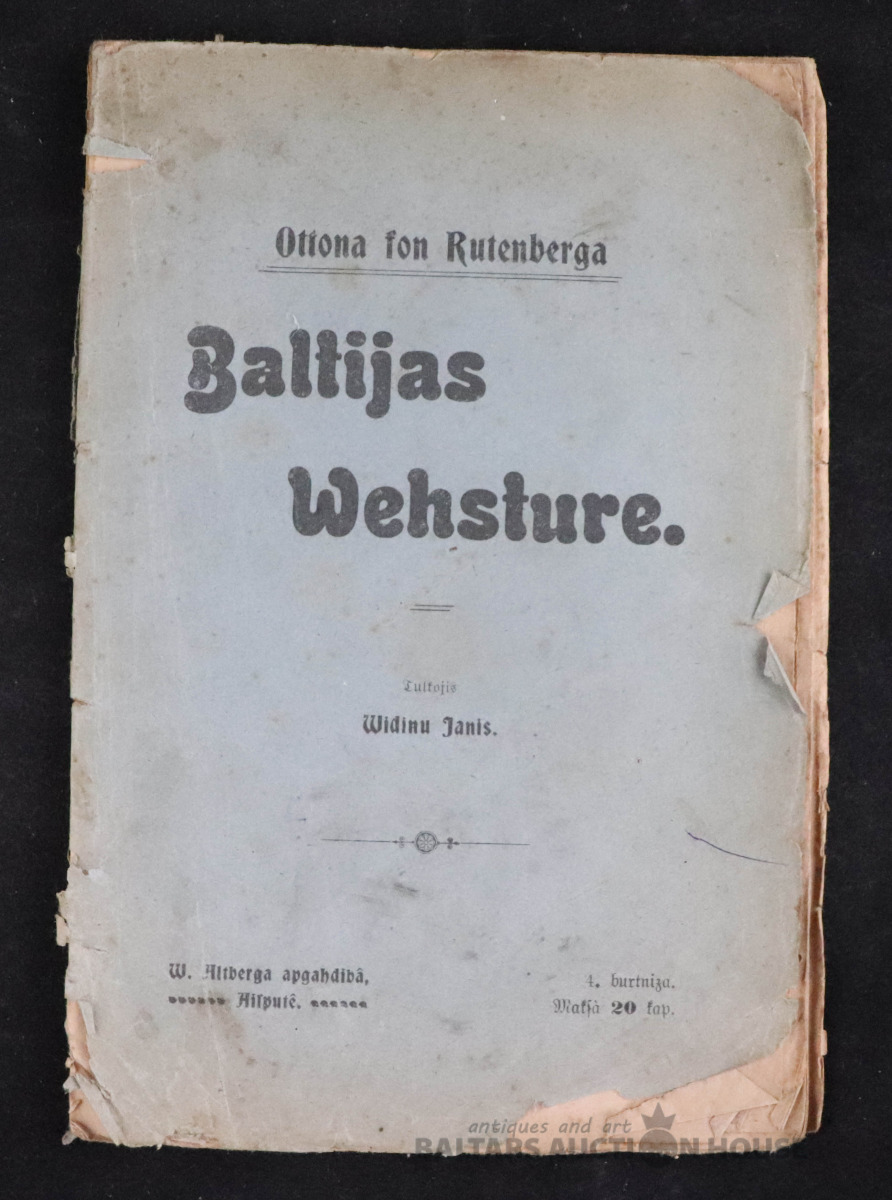 Ottona fon Rutenberga
Baltijas
Wehsture.
Tulkojis
Widinu Janis.
W. Altberga apgahdibâ,
Aisputê.
4. burtniza.
Maksà 20 kap.
antiques and art
BALTARS AUCTION HOUSE